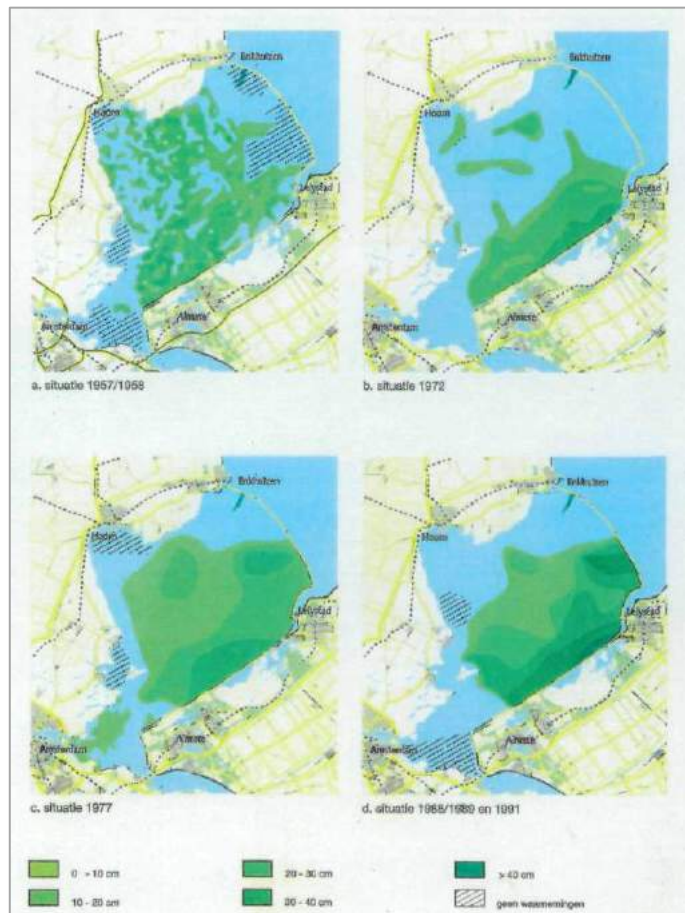 Enkhuizen
Hoorn
Lelystad
Almere
Amsterdam
a. situatie 1957/1958
Enkhuizen
Hoorn
Lelystad
Almere
Amsterdam
b. situatie 1972
Enkhuizen
Hoorn
Lelystad
Almere
Amsterdam
c. situatie 1977
Enkhuizen
Hoorn
Lelystad
Almere
Amsterdam
d. situatie 1988/1989 en 1991
0 - 10 cm
10 - 20 cm
20 - 30 cm
30 - 40 cm
> 40 cm
geen waarnemingen